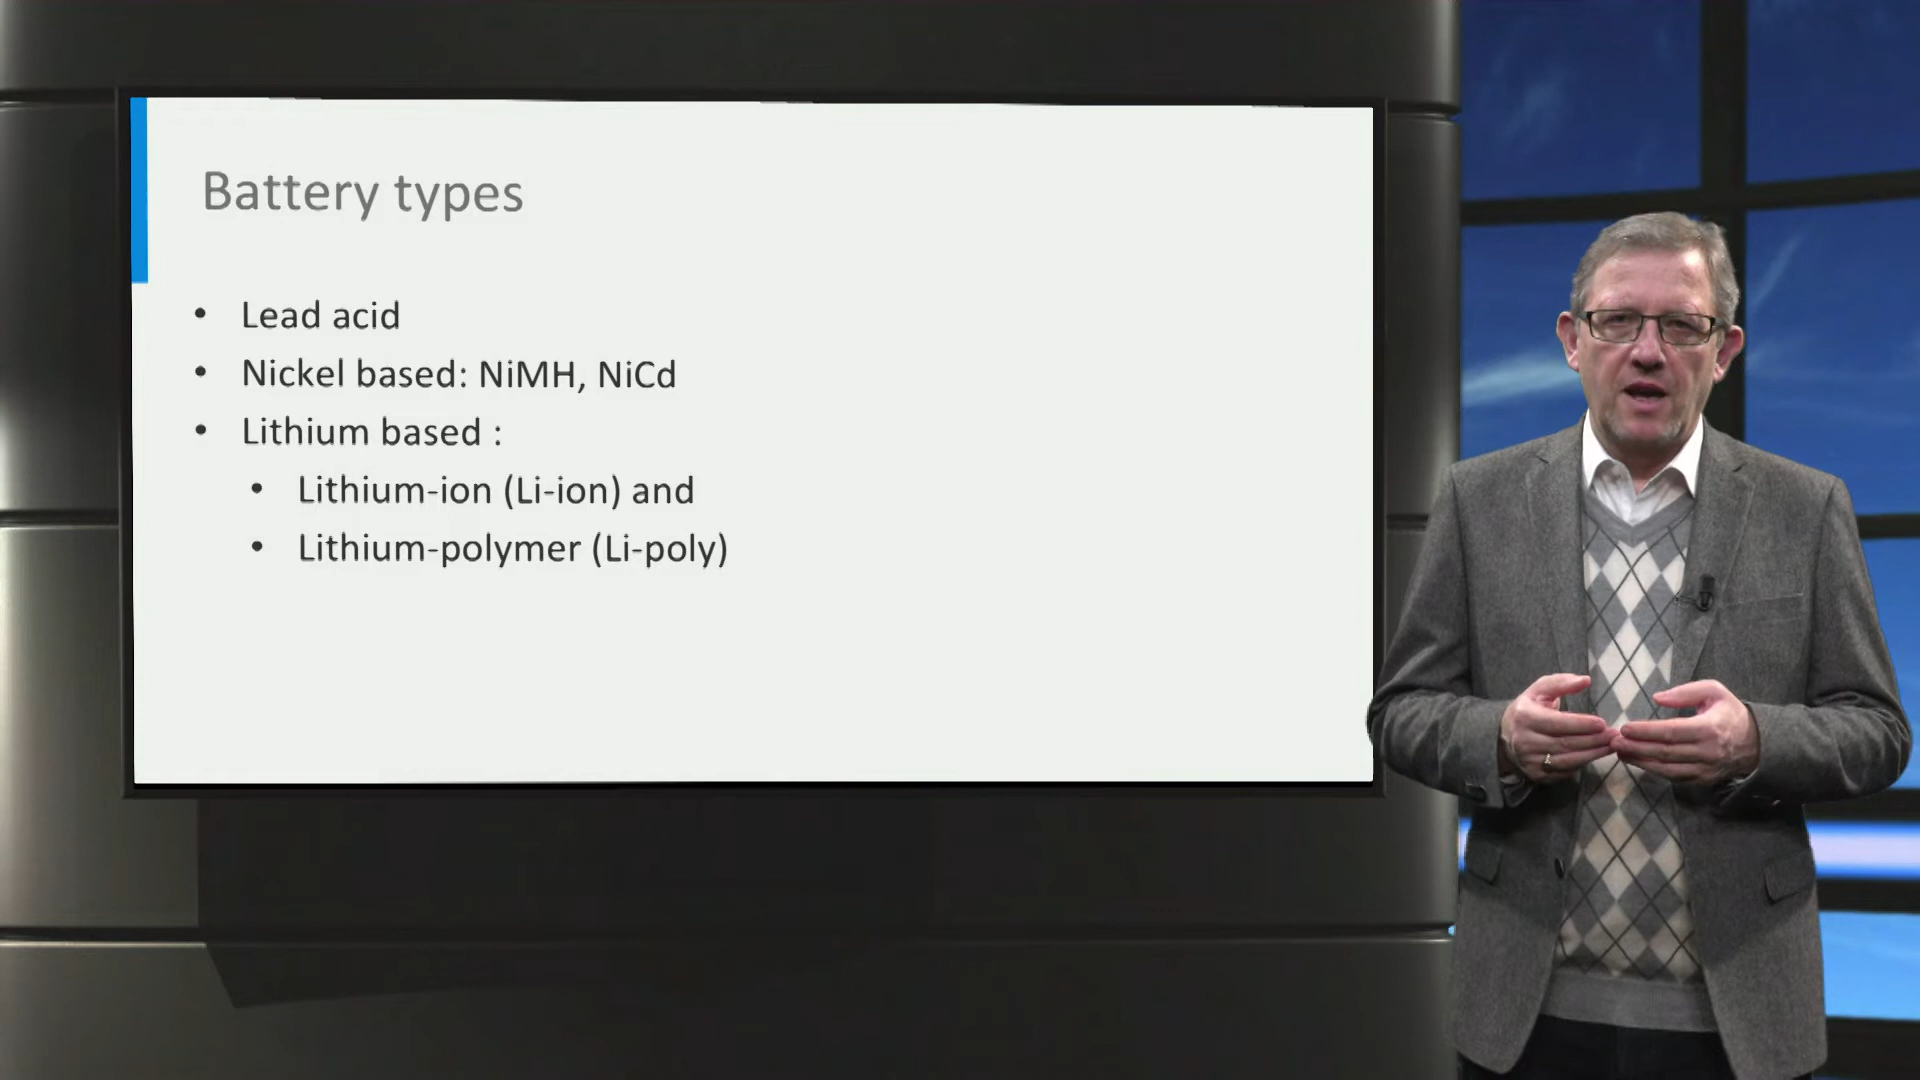 Battery types
• Lead acid
• Nickel based: NiMH, NiCd
• Lithium based :
• Lithium-ion (Li-ion) and
• Lithium-polymer (Li-poly)